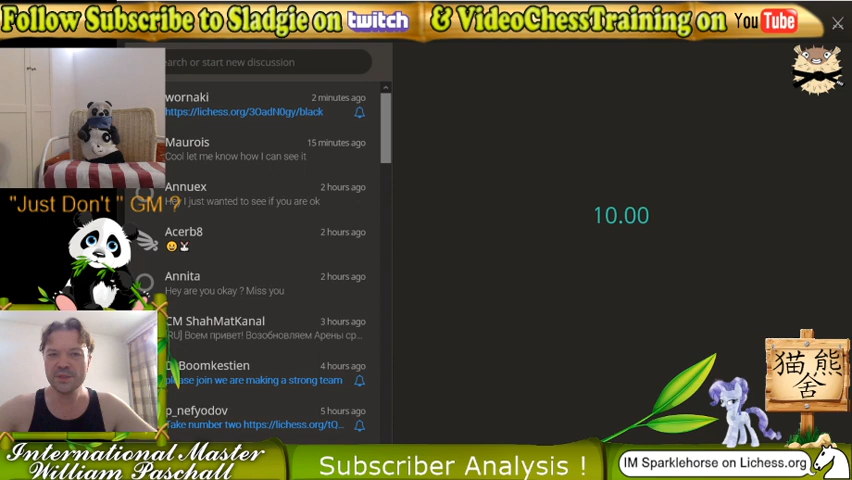 Follow Subscribe to Sladgie on twitch & VideoChessTraining on YouTube
earch or start new discussion
wornaki 2 minutes ago
https://lichess.org/3OadN0gy/black
Maurois 15 minutes ago
Cool let me know how I can see it
Annuex 2 hours ago
Hey I just wanted to see if you are ok
Acerb8 2 hours ago
Annita 2 hours ago
Hey are you okay ? Miss you
CM ShahMatKanal 3 hours ago
[RU] Всем привет! Возобновляем Арены ср...
Boomkestien 4 hours ago
please join we are making a strong team
p_nefyodov 5 hours ago
Take number two https://lichess.org/tQ...
"Just Don't " GM ?
10.00
猫熊
舍
International Master
William Paschall
Subscriber Analysis !
IM Sparklehorse on Lichess.org